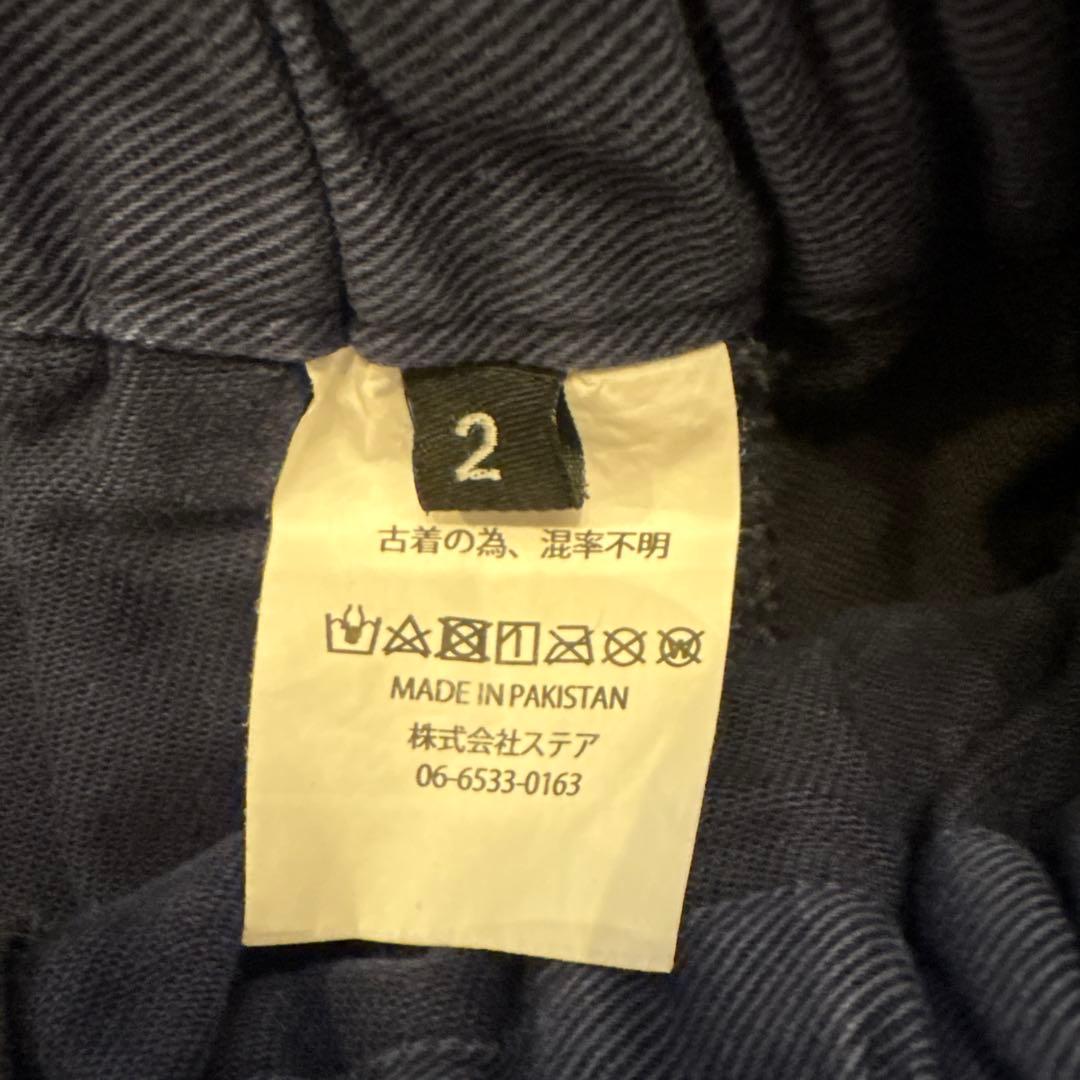 2
古着の為、混率不明
W
MADE IN PAKISTAN
株式会社ステア
06-6533-0163